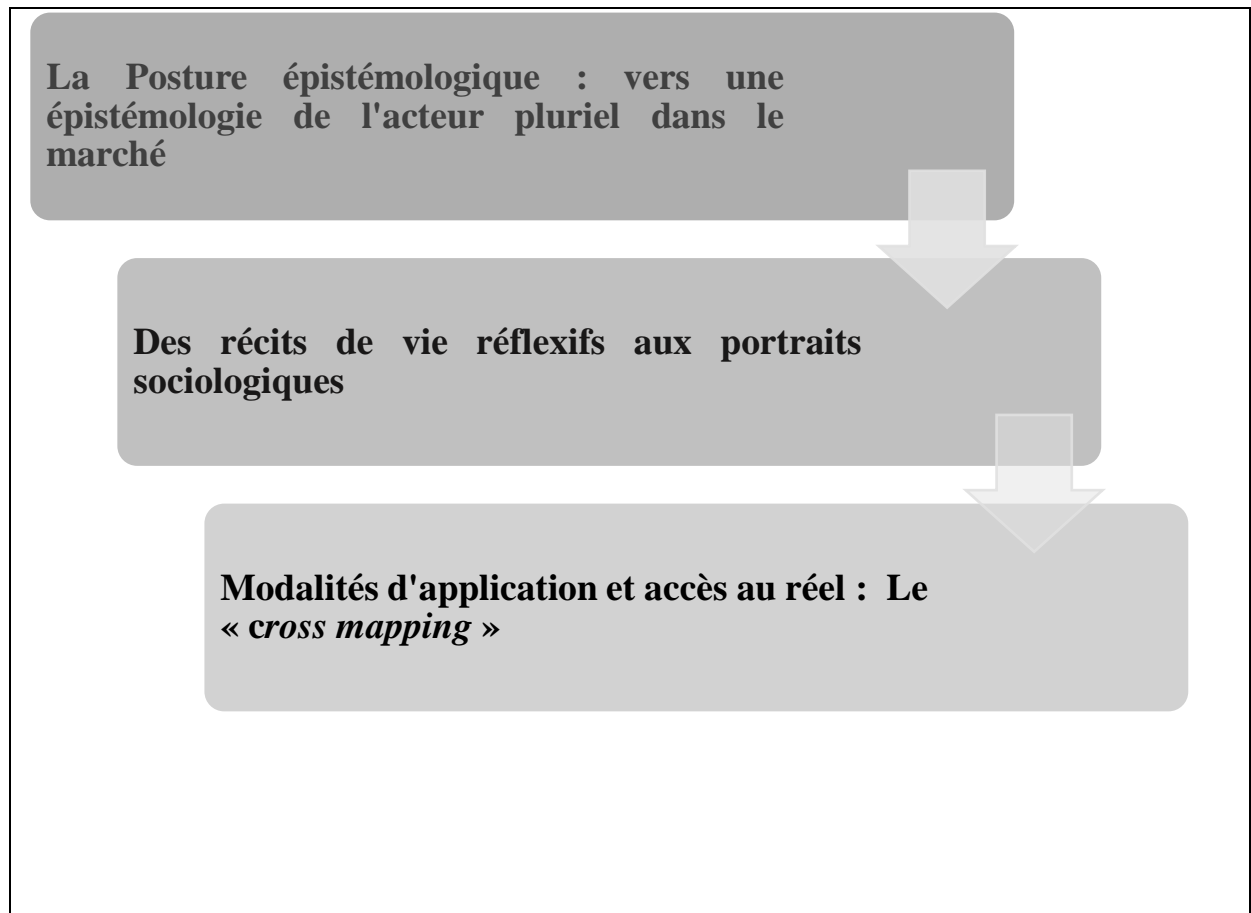 La Posture épistémologique : vers une
épistémologie de l'acteur pluriel dans le
marché
Des récits de vie réflexifs aux portraits
sociologiques
Modalités d'application et accès au réel : Le
« cross mapping »